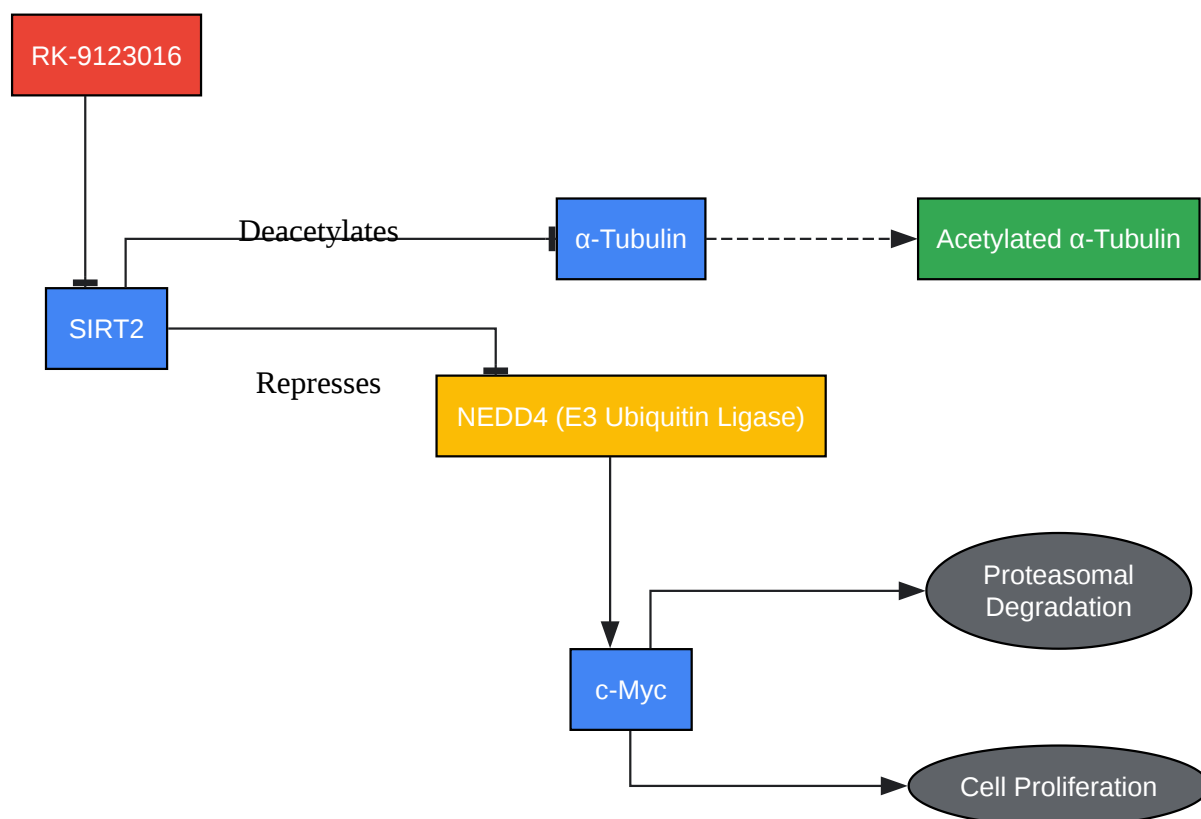 RK-9123016
Deacetylates
α-Tubulin
Acetylated α-Tubulin
SIRT2
Represses
NEDD4 (E3 Ubiquitin Ligase)
Proteasomal
Degradation
c-Myc
Cell Proliferation